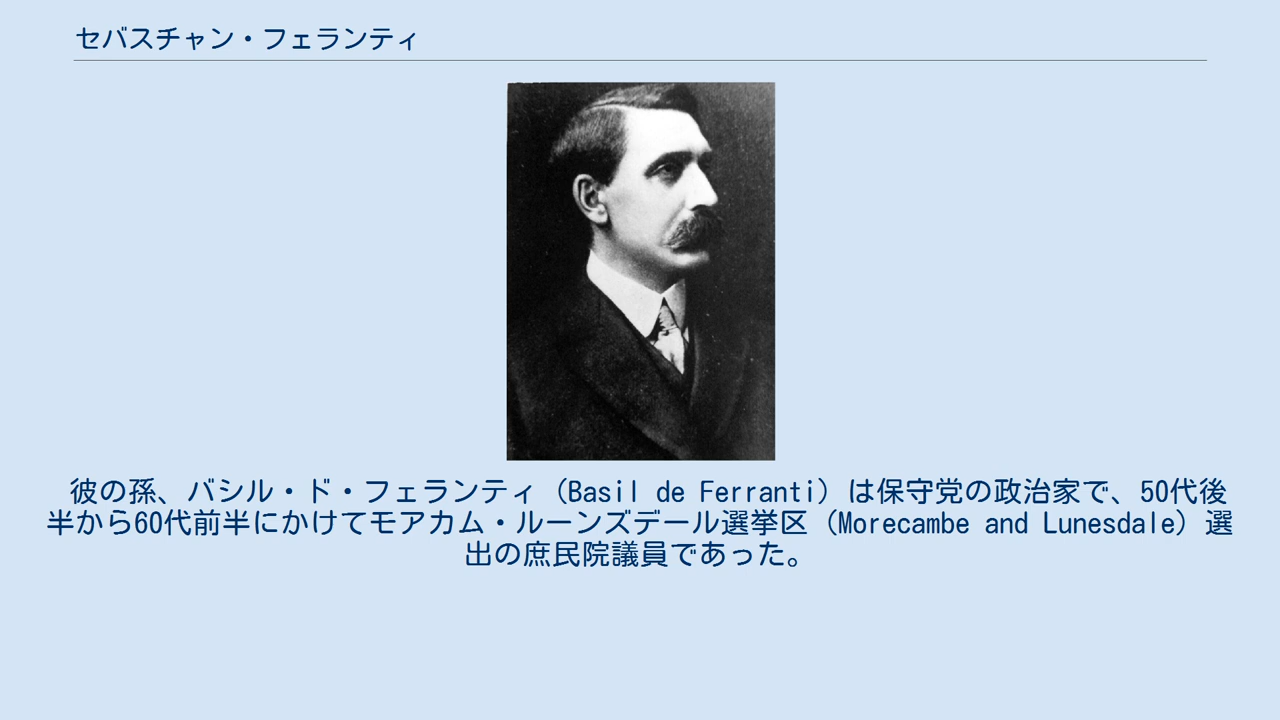 セバスチャン・フェランティ
彼の孫、バシル・ド・フェランティ（Basil de Ferranti）は保守党の政治家で、50代後
半から60代前半にかけてモアカム・ルーンズデール選挙区（Morecambe and Lunesdale）選
出の庶民院議員であった。